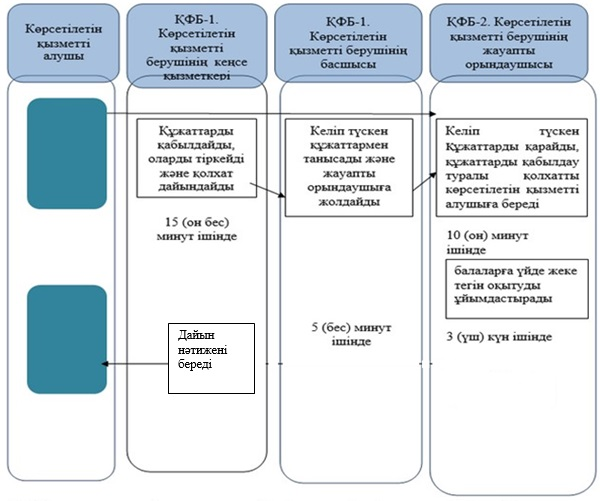 Көрсетілетін
қызметті
алушы
ҚФБ-1.
Көрсетілетін
қызметті
берушінің кеңсе
қызметкері
ҚФБ-1.
Көрсетілетін
қызметті берушінің
басшысы
ҚФБ-2. Көрсетілетін
қызметті берушінің
жауапты
орындаушысы
Құжаттарды
қабылдайды,
оларды тіркейді
және қолхат
дайындайды
15 (он бес)
минут ішінде
Дайын
нәтижені
береді
Келіп түскен
құжаттармен
танысады және
жауапты
орындаушыға
жолдайды
5 (бес) минут
ішінде
Келіп түскен
Құжаттарды қарайды,
құжаттарды қабылдау
туралы қолхатты
көрсетілетін қызметті
алушыға береді
10 (он) минут
ішінде
балаларға үйде жеке
тегін оқытуды
ұйымдастырады
3 (үш) күн ішінде